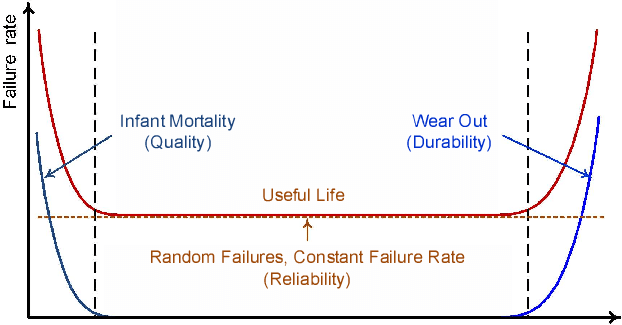 Failure rate
Infant Mortality
(Quality)
Wear Out
(Durability)
Useful Life
Random Failures, Constant Failure Rate
(Reliability)